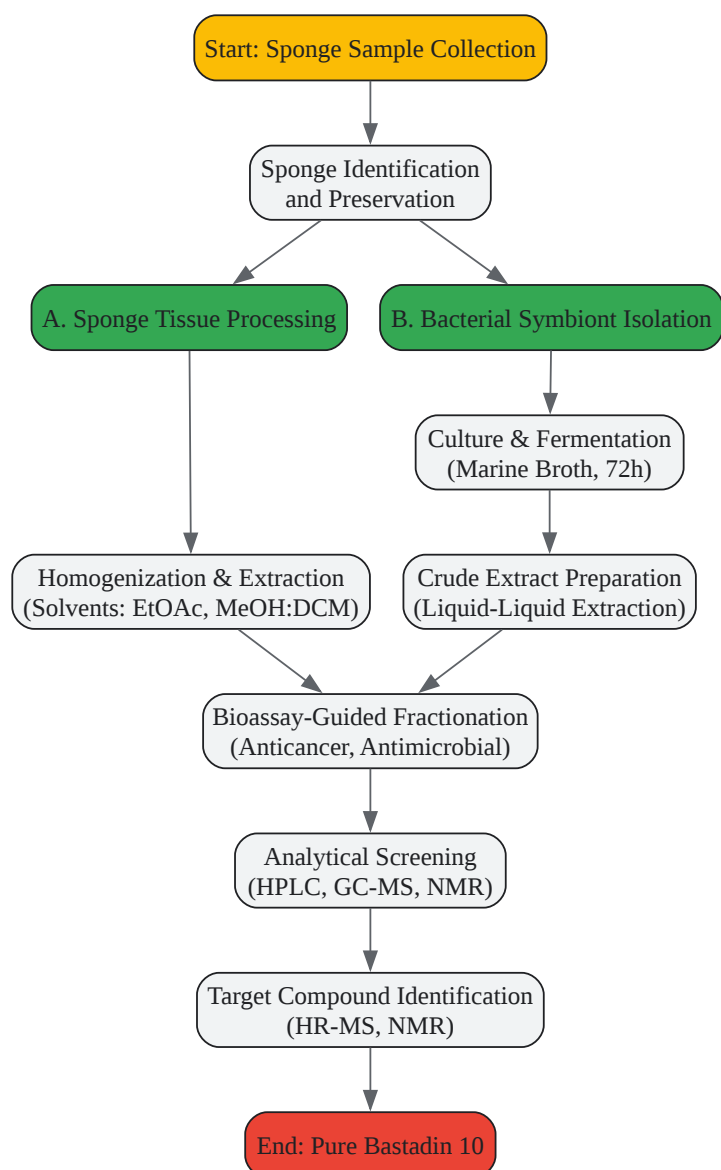 Start: Sponge Sample Collection
Sponge Identification
and Preservation
A. Sponge Tissue Processing
B. Bacterial Symbiont Isolation
Culture & Fermentation
(Marine Broth, 72h)
Homogenization & Extraction
(Solvents: EtOAc, MeOH:DCM)
Crude Extract Preparation
(Liquid-Liquid Extraction)
Bioassay-Guided Fractionation
(Anticancer, Antimicrobial)
Analytical Screening
(HPLC, GC-MS, NMR)
Target Compound Identification
(HR-MS, NMR)
End: Pure Bastadin 10